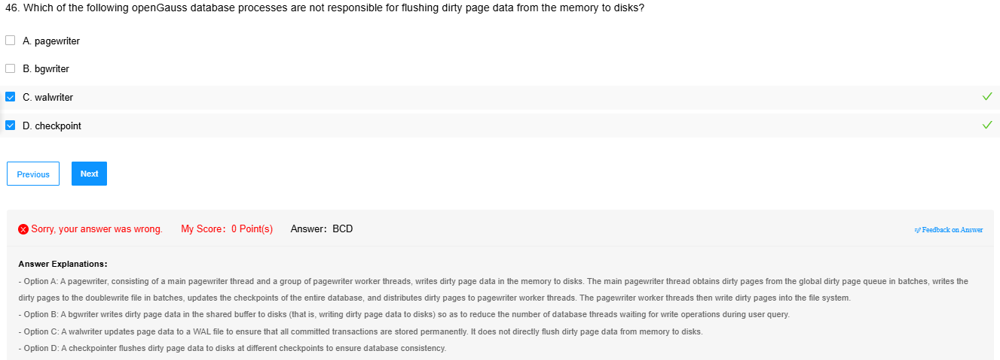 46. Which of the following openGauss database processes are not responsible for flushing dirty page data from the memory to disks?
A. pagewriter
B. bgwriter
C. walwriter
D. checkpoint
Previous Next
Sorry, your answer was wrong. My Score: 0 Point(s) Answer: BCD Feedback on Answer
Answer Explanations:
- Option A: A pagewriter, consisting of a main pagewriter thread and a group of pagewriter worker threads, writes dirty page data in the memory to disks. The main pagewriter thread obtains dirty pages from the global dirty page queue in batches, writes the
dirty pages to the doublewrite file in batches, updates the checkpoints of the entire database, and distributes dirty pages to pagewriter worker threads. The pagewriter worker threads then write dirty pages into the file system.
- Option B: A bgwriter writes dirty page data in the shared buffer to disks (that is, writing dirty page data to disks) so as to reduce the number of database threads waiting for write operations during user query.
- Option C: A walwriter updates page data to a WAL file to ensure that all committed transactions are stored permanently. It does not directly flush dirty page data from memory to disks.
- Option D: A checkpointer flushes dirty page data to disks at different checkpoints to ensure database consistency.